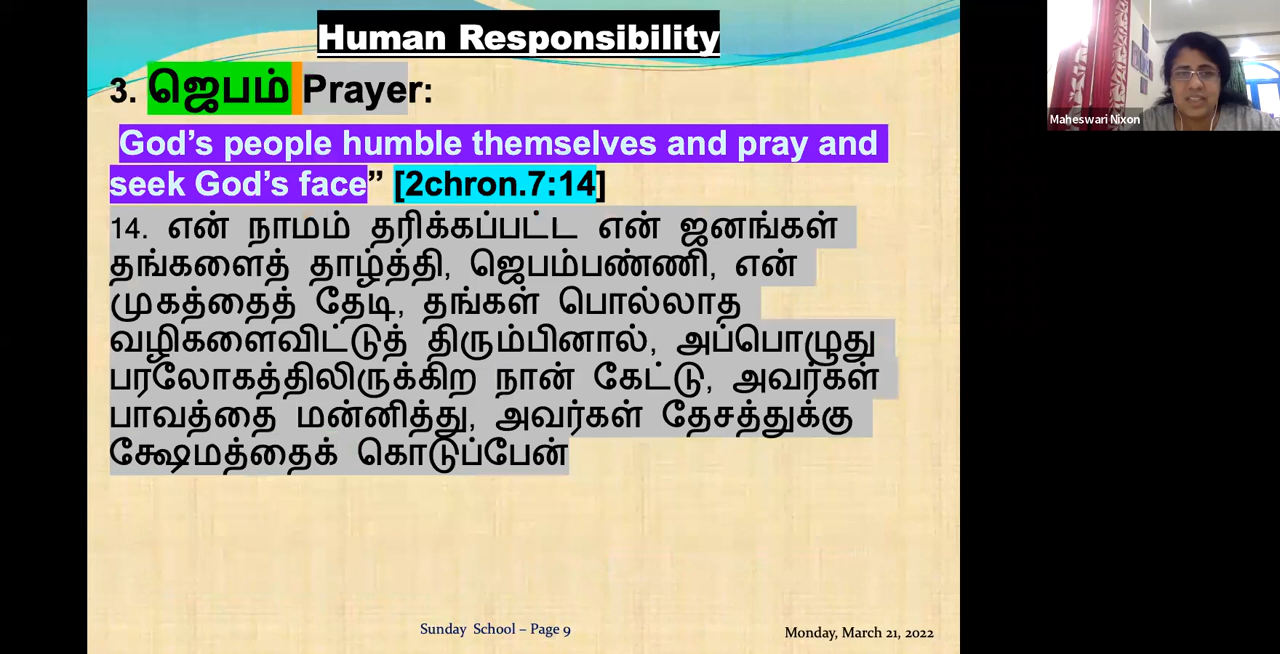 Human Responsibility
3. ஜெபம் Prayer:
God’s people humble themselves and pray and
seek God’s face” [2chron.7:14]
14. என் நாமம் தரிக்கப்பட்ட என் ஜனங்கள்
தங்களைத் தாழ்த்தி, ஜெபம்பண்ணி, என்
முகத்தைத் தேடி, தங்கள் பொல்லாத
வழிகளைவிட்டுத் திரும்பினால், அப்பொழுது
பரலோகத்திலிருக்கிற நான் கேட்டு, அவர்கள்
பாவத்தை மன்னித்து, அவர்கள் தேசத்துக்கு
க்ஷேமத்தைக் கொடுப்பேன்
Sunday School – Page 9
Monday, March 21, 2022
Maheswari Nixon